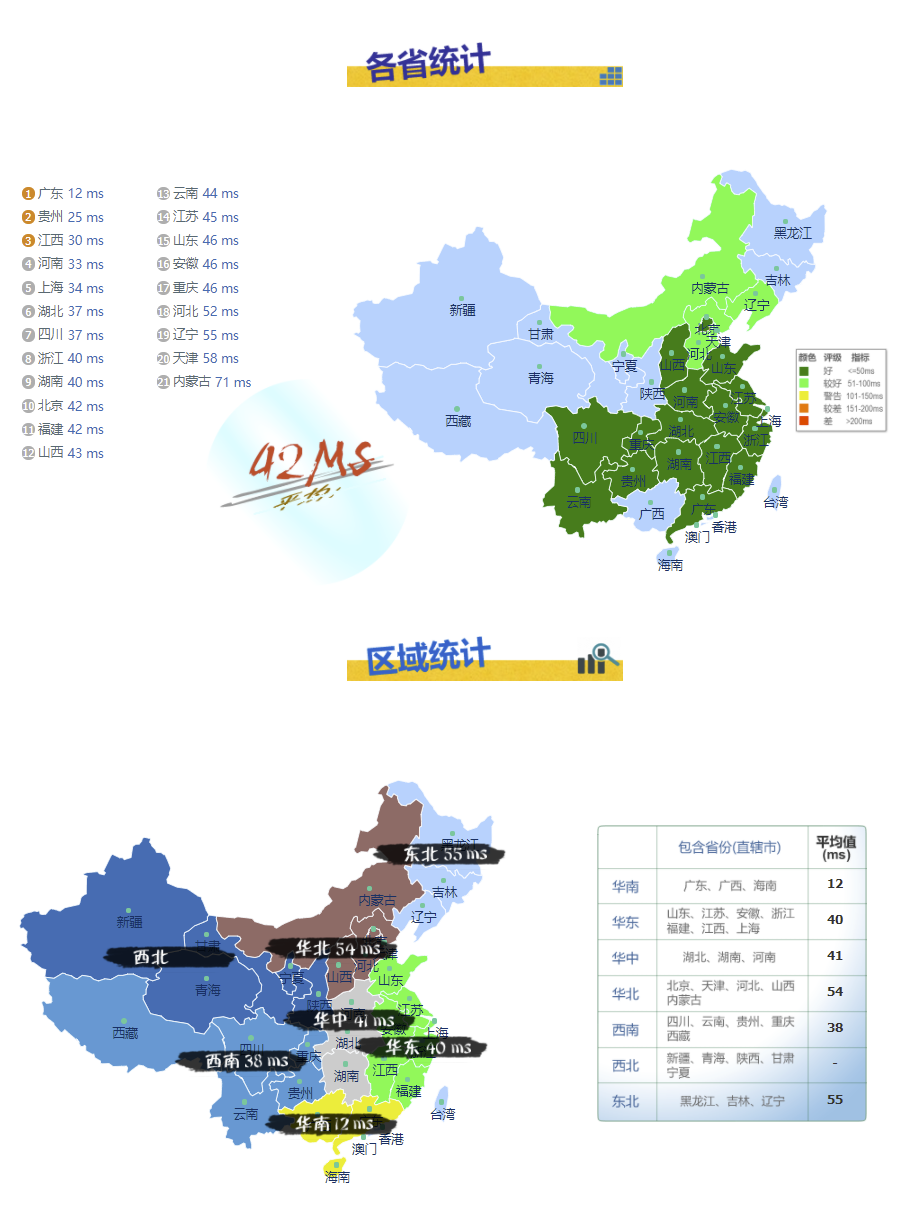 各省统计
1 广东 12 ms
2 贵州 25 ms
3 江西 30 ms
4 河南 33 ms
5 上海 34 ms
6 湖北 37 ms
7 四川 37 ms
8 浙江 40 ms
9 湖南 40 ms
10 北京 42 ms
11 福建 42 ms
12 山西 43 ms
13 云南 44 ms
14 江苏 45 ms
15 山东 46 ms
16 安徽 46 ms
17 重庆 46 ms
18 河北 52 ms
19 辽宁 55 ms
20 天津 58 ms
21 内蒙古 71 ms
42Ms
平均
黑龙江
吉林
内蒙古
辽宁
新疆
北京
甘肃
天津
河北
宁夏
山西
山东
青海
陕西
河南
江苏
西藏
安徽
上海
湖北
四川
重庆
浙江
江西
湖南
贵州
福建
云南
广东
广西
台湾
香港
澳门
海南
颜色 评级 指标
好 <=50ms
较好 51-100ms
警告 101-150ms
较差 151-200ms
差 >200ms
区域统计
黑龙江
东北 55 ms
吉林
内蒙古
辽宁
新疆
甘肃
华北 54 ms
西北
河北
宁夏
山西
山东
青海
陕西
江苏
华中 41 ms
西藏
安徽
上海
湖北
四川
华东 40 ms
重庆
西南 38 ms
江西
湖南
贵州
福建
云南
台湾
华南 12 ms
香港
澳门
海南
包含省份(直辖市) 平均值
(ms)
华南 广东、广西、海南 12
华东 山东、江苏、安徽、浙江
福建、江西、上海 40
华中 湖北、湖南、河南 41
华北 北京、天津、河北、山西
内蒙古 54
西南 四川、云南、贵州、重庆
西藏 38
西北 新疆、青海、陕西、甘肃
宁夏 -
东北 黑龙江、吉林、辽宁 55